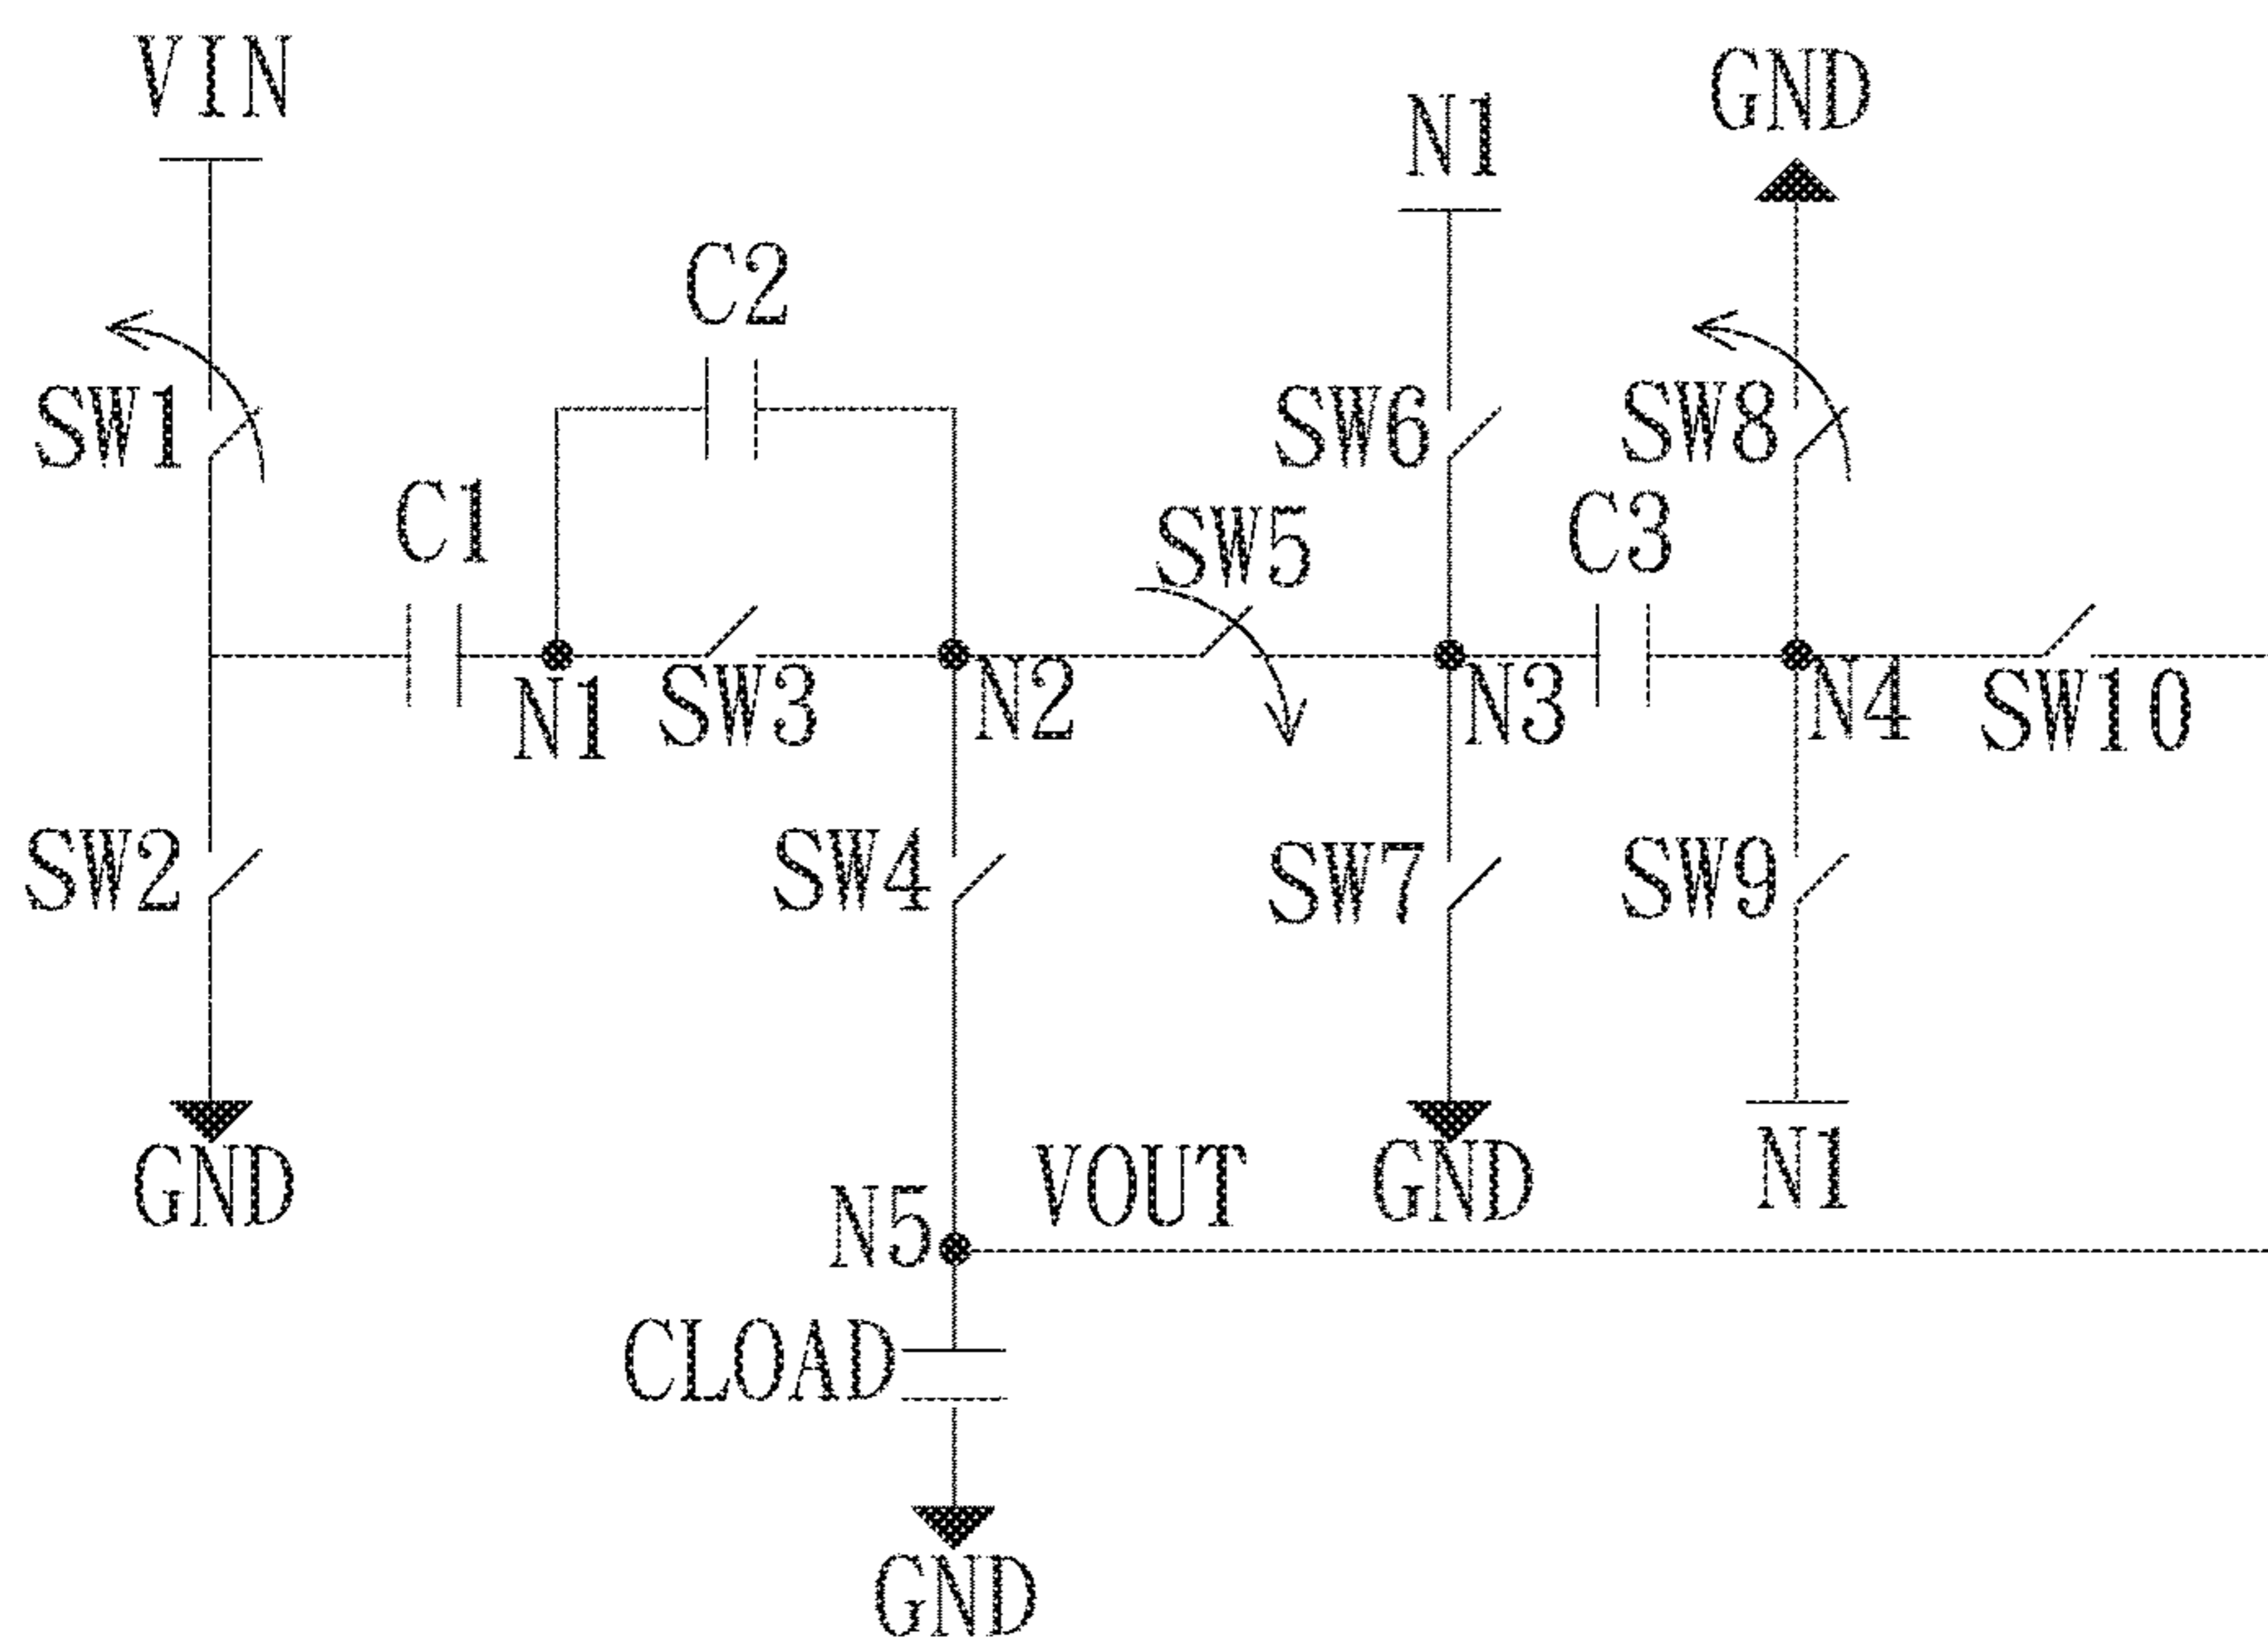 VIN
GND
N1
C2
SW1
SW6
SW8
C1
SW5
C3
N1
SW3
N2
N3
N4
SW10
SW2
SW4
SW7
SW9
GND
N5
VOUT
GND
N1
CLOAD
GND